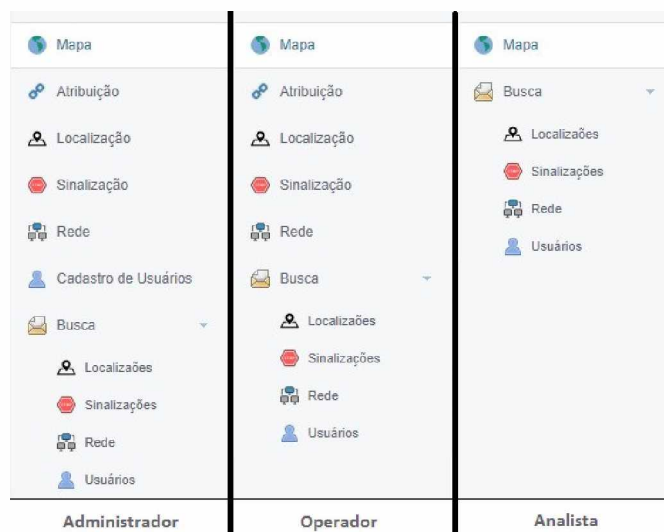 Mapa
Atribuição
Localização
Sinalização
Rede
Cadastro de Usuários
Busca
Localizaões
Sinalizações
Rede
Usuários
Administrador
Mapa
Atribuição
Localização
Sinalização
Rede
Busca
Localizaões
Sinalizações
Rede
Usuários
Operador
Mapa
Busca
Localizaões
Sinalizações
Rede
Usuários
Analista